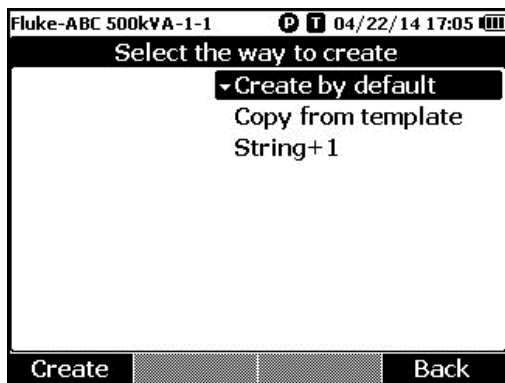 Fluke-ABC 500kVA-1-1 P T 04/22/14 17:05
Select the way to create
Create by default
Copy from template
String+1
Create Back